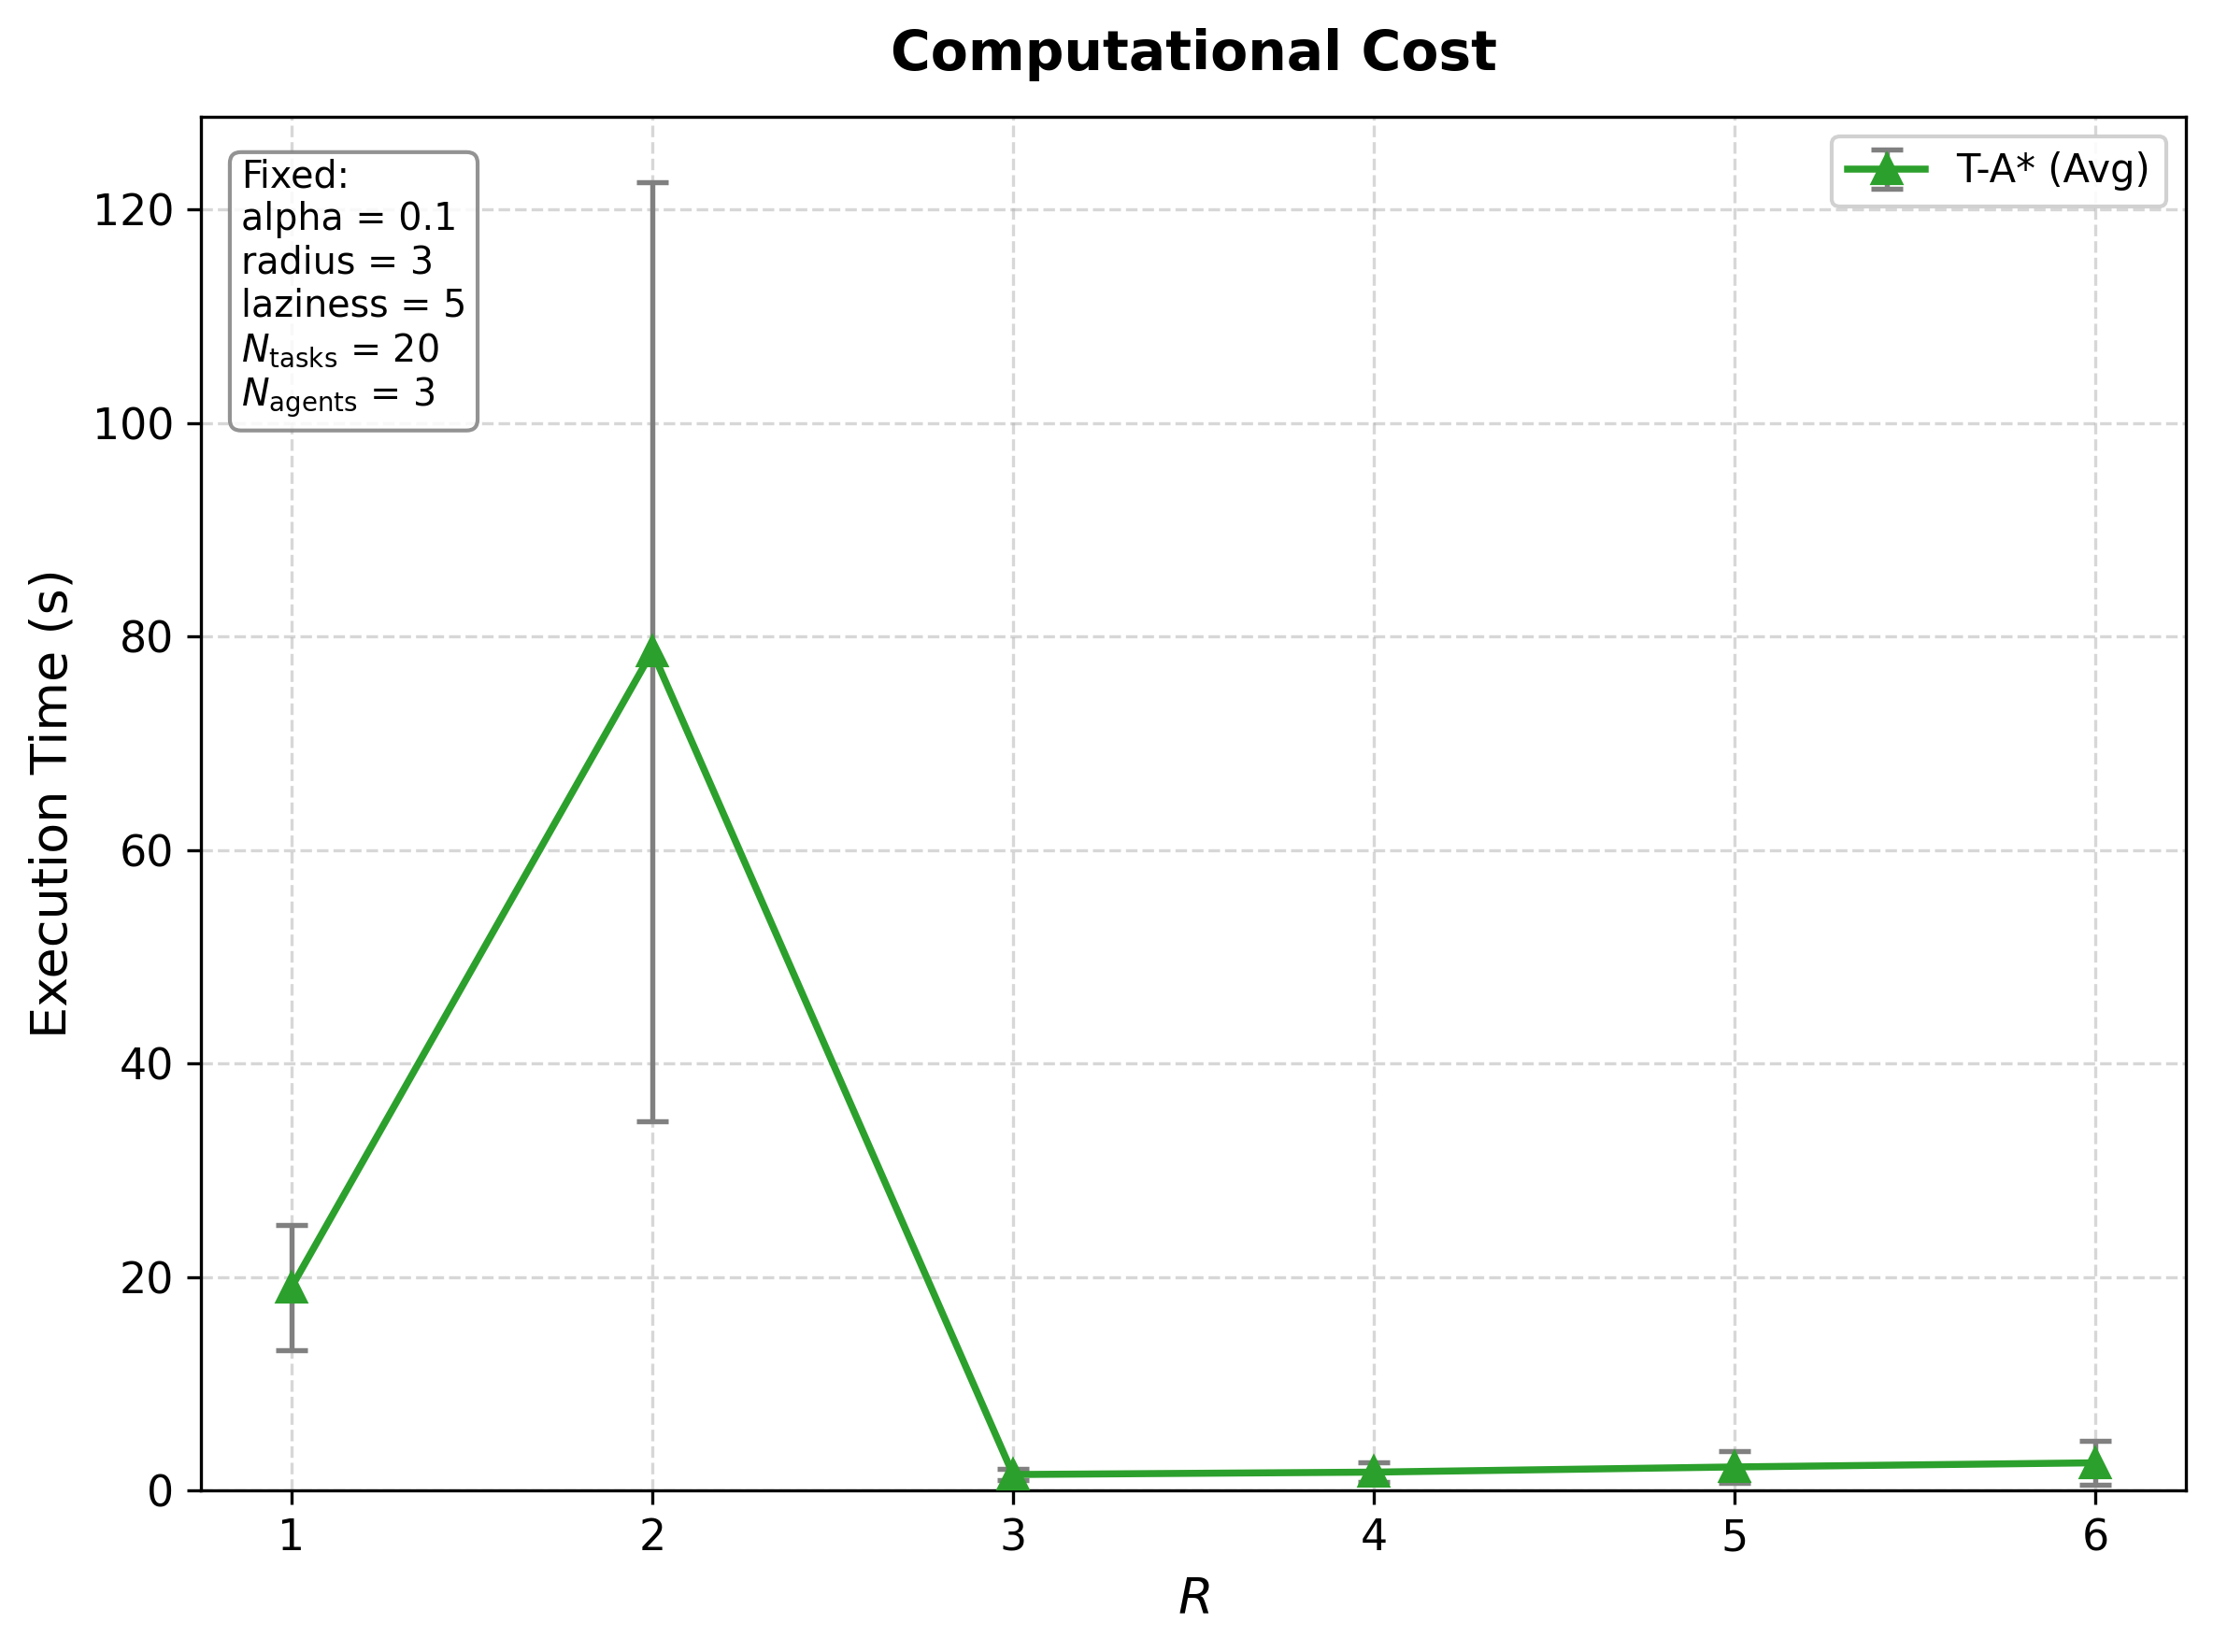 Computational Cost
Fixed:
alpha = 0.1
radius = 3
laziness = 5
N_tasks = 20
N_agents = 3
T-A* (Avg)
Execution Time (s)
120
100
80
60
40
20
0
1 2 3 4 5 6
R